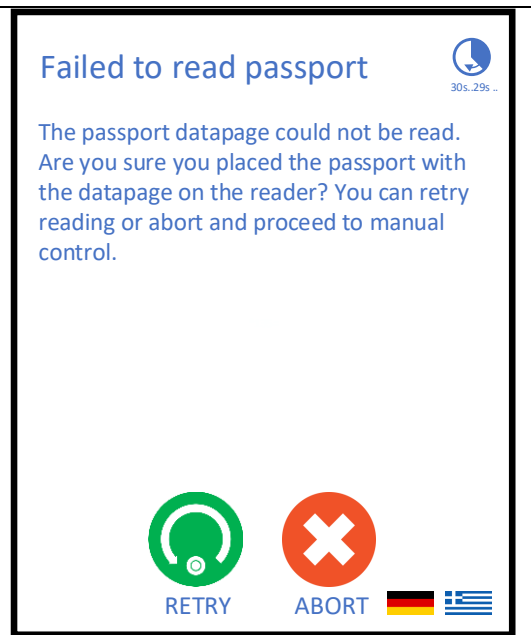 Failed to read passport
30s..29s ..
The passport datapage could not be read.
Are you sure you placed the passport with
the datapage on the reader? You can retry
reading or abort and proceed to manual
control.
RETRY
ABORT